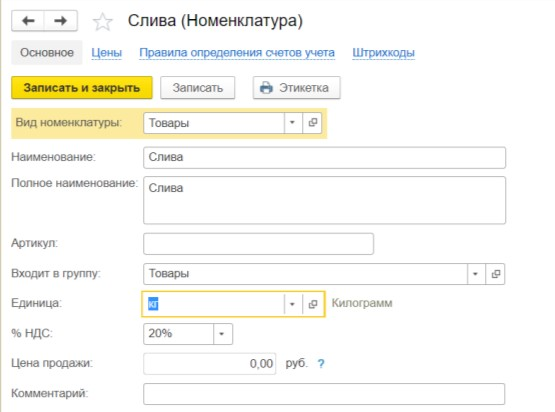 Слива (Номенклатура)
Основное Цены Правила определения счетов учета Штрихкоды
Записать и закрыть Записать Этикетка
Вид номенклатуры: Товары
Наименование: Слива
Полное наименование: Слива
Артикул:
Входит в группу: Товары
Единица: кг Килограмм
% НДС: 20%
Цена продажи: 0,00 руб. ?
Комментарий: